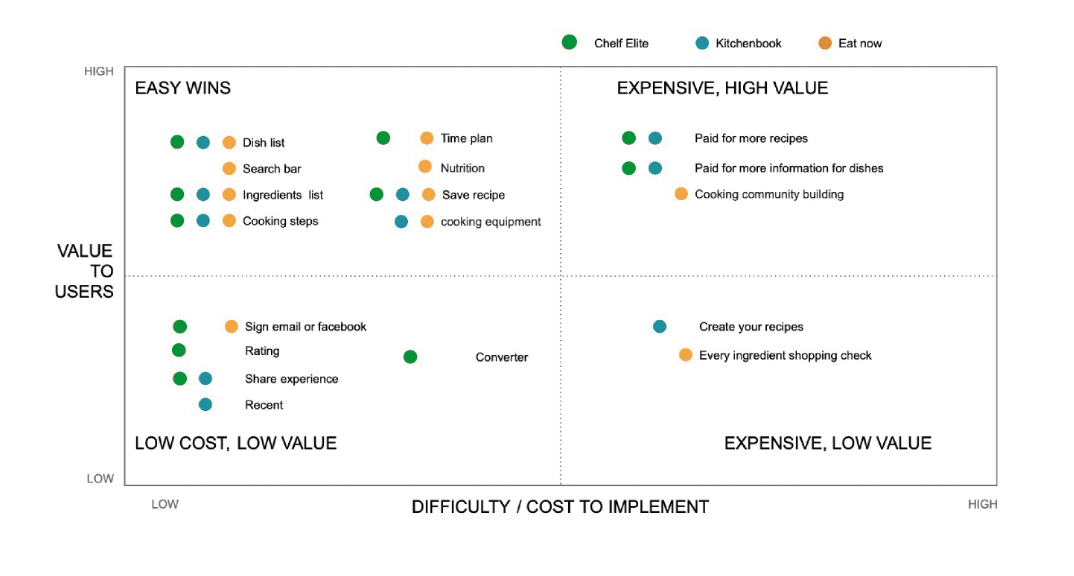 Chelf Elite
Kitchenbook
Eat now
HIGH
EASY WINS
EXPENSIVE, HIGH VALUE
Dish list
Search bar
Ingredients list
Cooking steps
Time plan
Nutrition
Save recipe
cooking equipment
Paid for more recipes
Paid for more information for dishes
Cooking community building
VALUE
TO
USERS
Sign email or facebook
Rating
Share experience
Recent
Converter
Create your recipes
Every ingredient shopping check
LOW COST, LOW VALUE
EXPENSIVE, LOW VALUE
LOW
LOW
DIFFICULTY / COST TO IMPLEMENT
HIGH